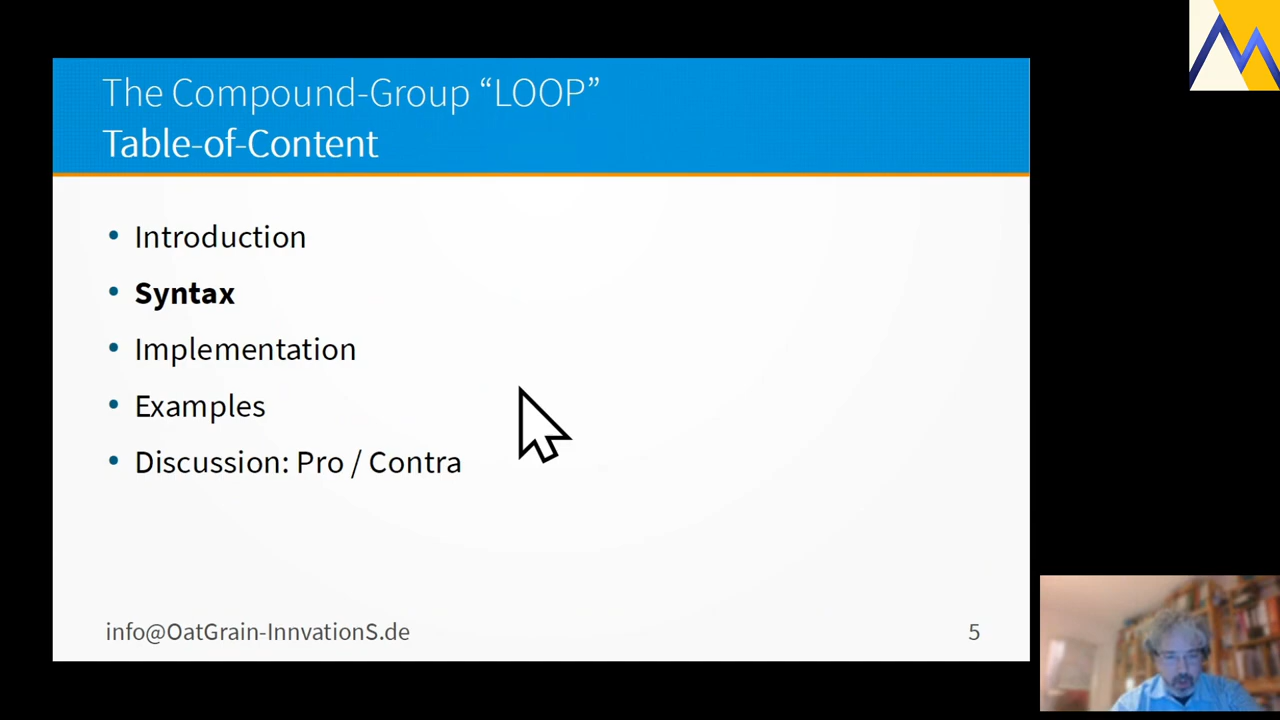 The Compound-Group “LOOP”
Table-of-Content
• Introduction
• Syntax
• Implementation
• Examples
• Discussion: Pro / Contra
info@OatGrain-InnvationS.de
5